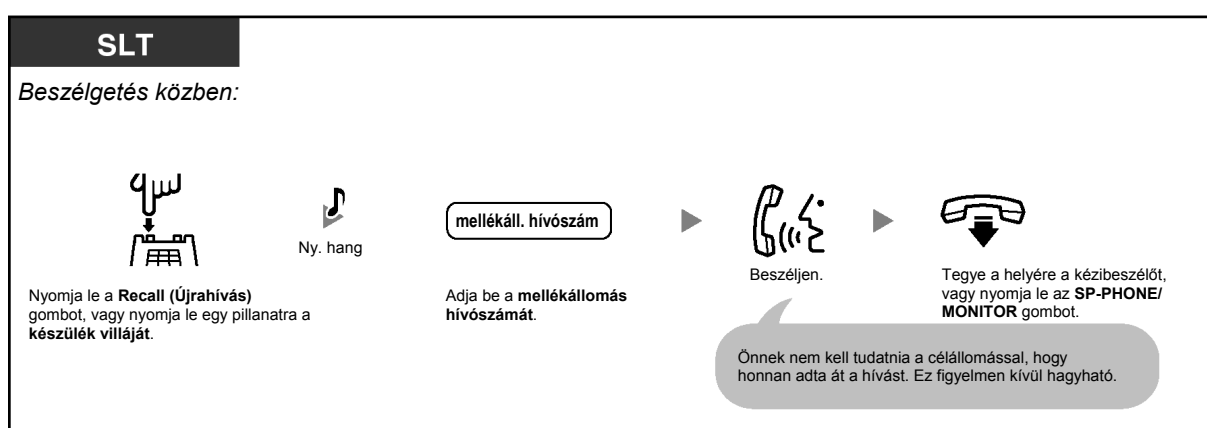 SLT
Beszélgetés közben:
Ny. hang
mellékáll. hívószám
Nyomja le a Recall (Újrahívás)
gombot, vagy nyomja le egy pillanatra a
készülék villáját.
Adja be a mellékállomás
hívószámát.
Beszéljen.
Tegye a helyére a kézibeszélőt,
vagy nyomja le az SP-PHONE/
MONITOR gombot.
Önnek nem kell tudatnia a célállomással, hogy
honnan adta át a hívást. Ez figyelmen kívül hagyható.